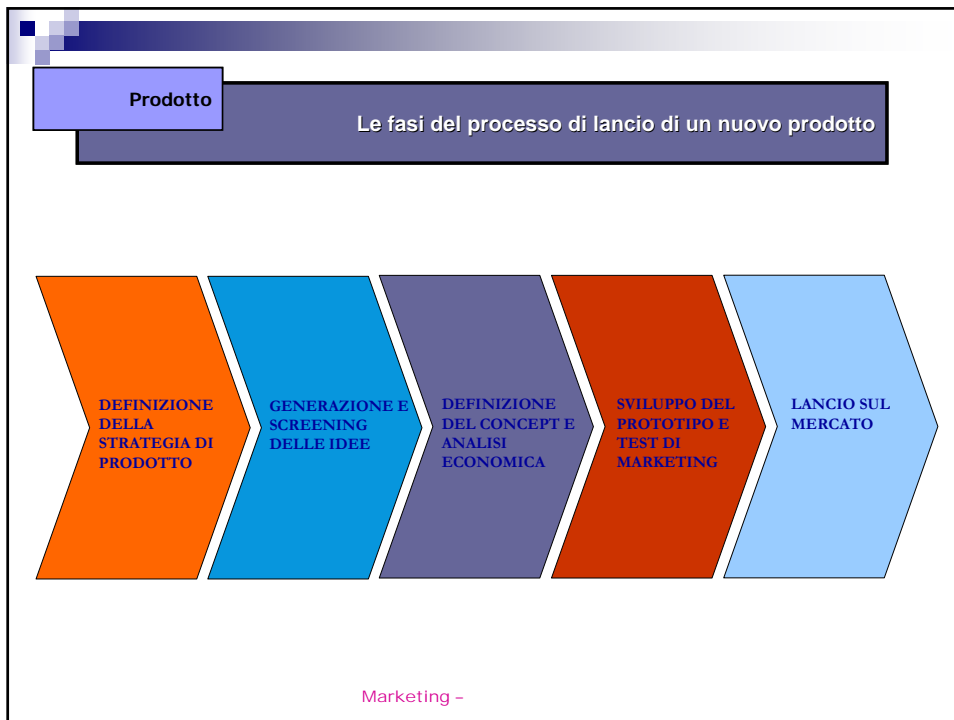 Prodotto
Le fasi del processo di lancio di un nuovo prodotto
DEFINIZIONE
DELLA
STRATEGIA DI
PRODOTTO
GENERAZIONE E
SCREENING
DELLE IDEE
DEFINIZIONE
DEL CONCEPT E
ANALISI
ECONOMICA
SVILUPPO DEL
PROTOTIPO E
TEST DI
MARKETING
LANCIO SUL
MERCATO
Marketing –